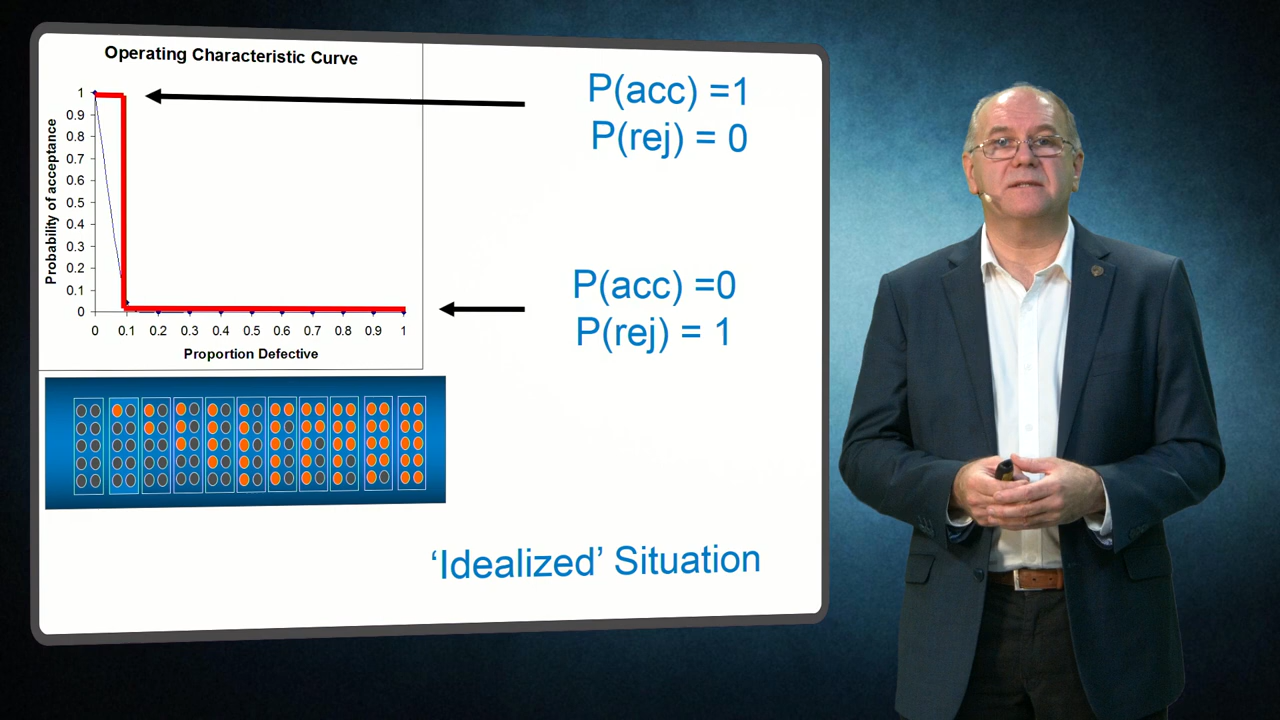 Operating Characteristic Curve
P(acc) =1
P(rej) = 0
Probability of acceptance
1
0.9
0.8
0.7
0.6
0.5
0.4
0.3
0.2
0.1
0
0 0.1 0.2 0.3 0.4 0.5 0.6 0.7 0.8 0.9 1
Proportion Defective
P(acc) =0
P(rej) = 1
‘Idealized’ Situation